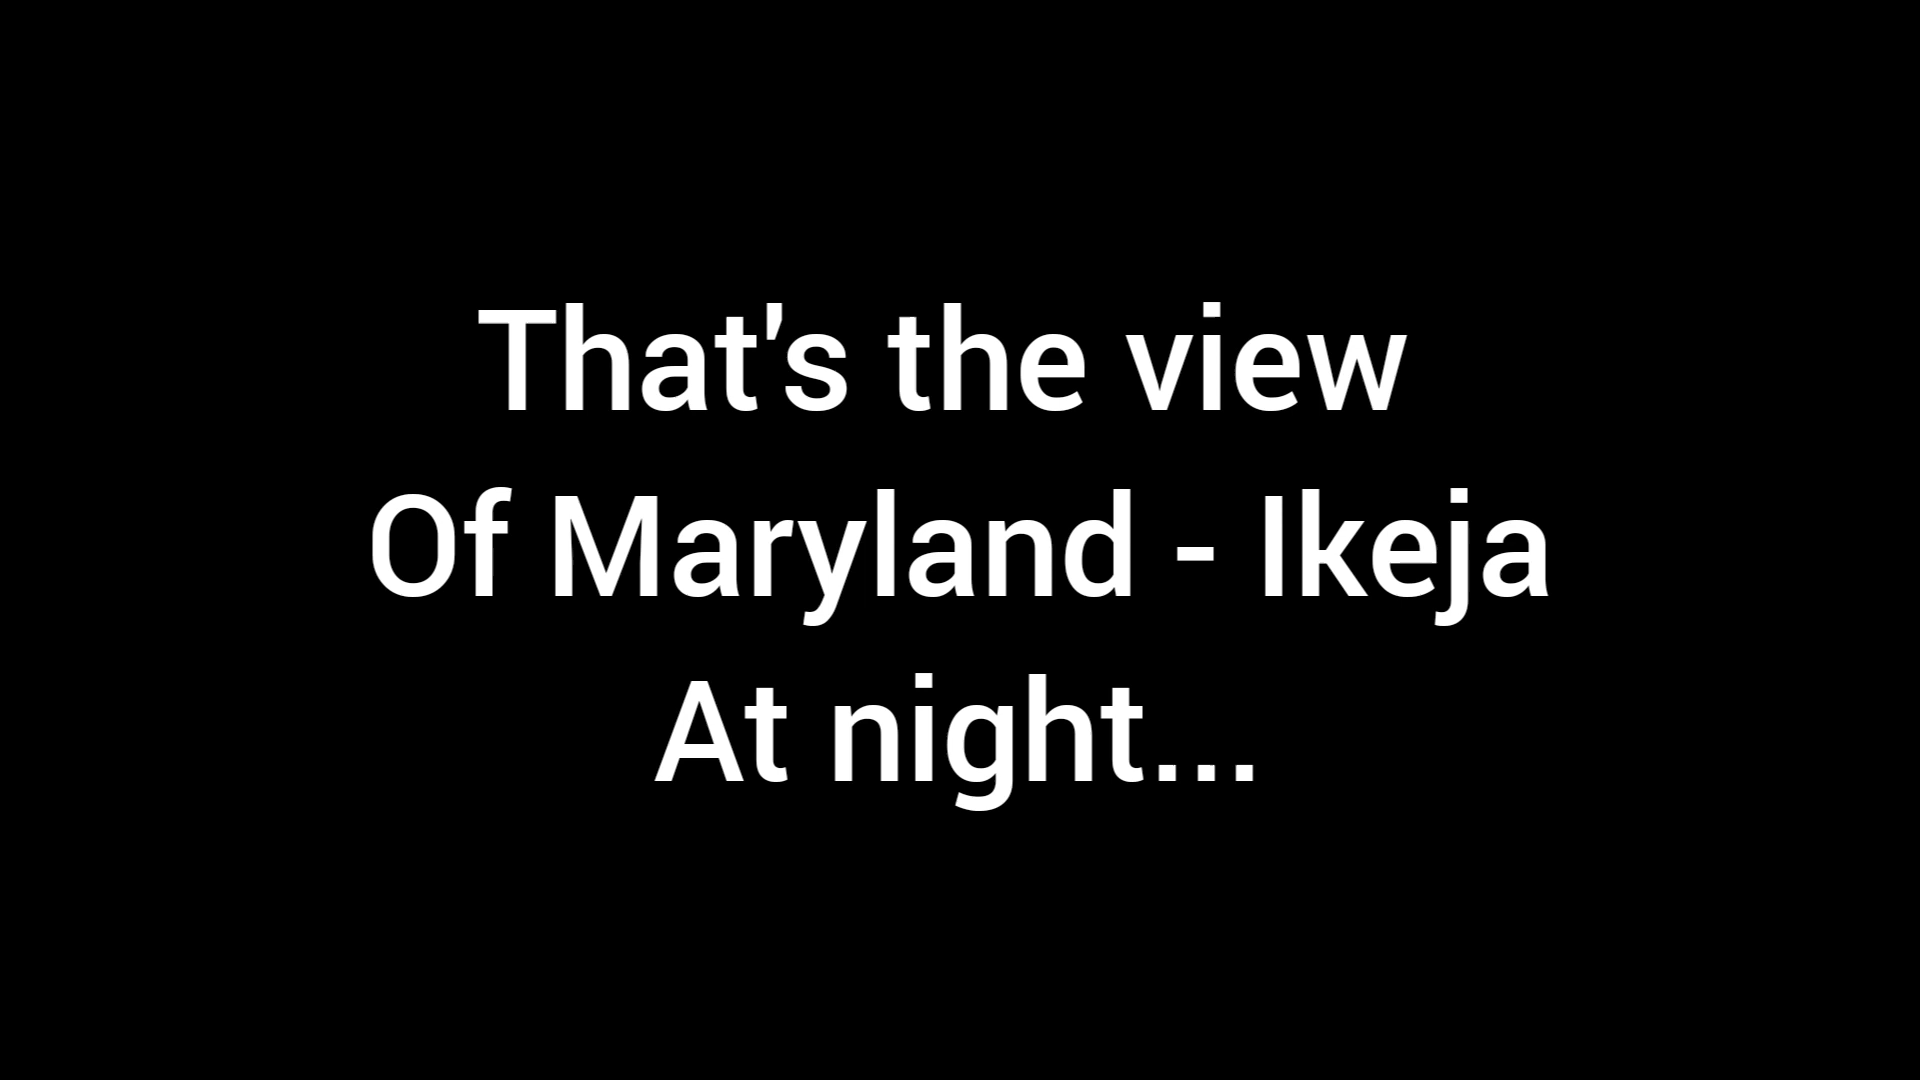 That's the view
Of Maryland - Ikeja
At night...